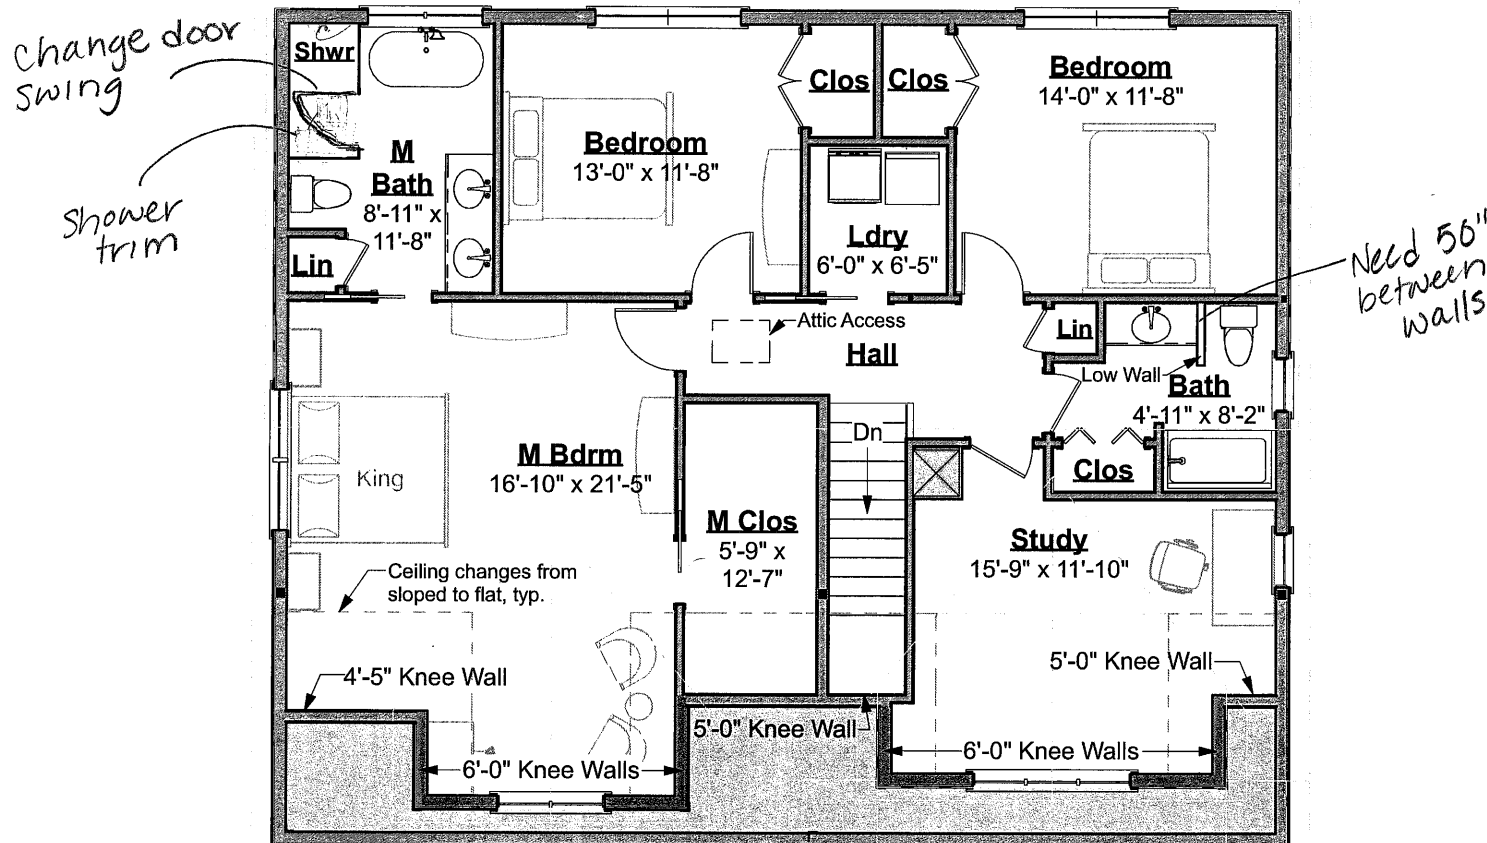 Change door
swing
Shower
trim
Shwr
M
Bath
8'-11" x
11'-8"
Lin
Bedroom
13'-0" x 11'-8"
Clos
Clos
Bedroom
14'-0" x 11'-8"
Ldry
6'-0" x 6'-5"
Need 56"
between
walls
Attic Access
Hall
Lin
Low Wall
Bath
4'-11" x 8'-2"
Clos
Dn
King
M Bdrm
16'-10" x 21'-5"
M Clos
5'-9" x
12'-7"
Study
15'-9" x 11'-10"
Ceiling changes from
sloped to flat, typ.
4'-5" Knee Wall
5'-0" Knee Wall
5'-0" Knee Wall
6'-0" Knee Walls
6'-0" Knee Walls